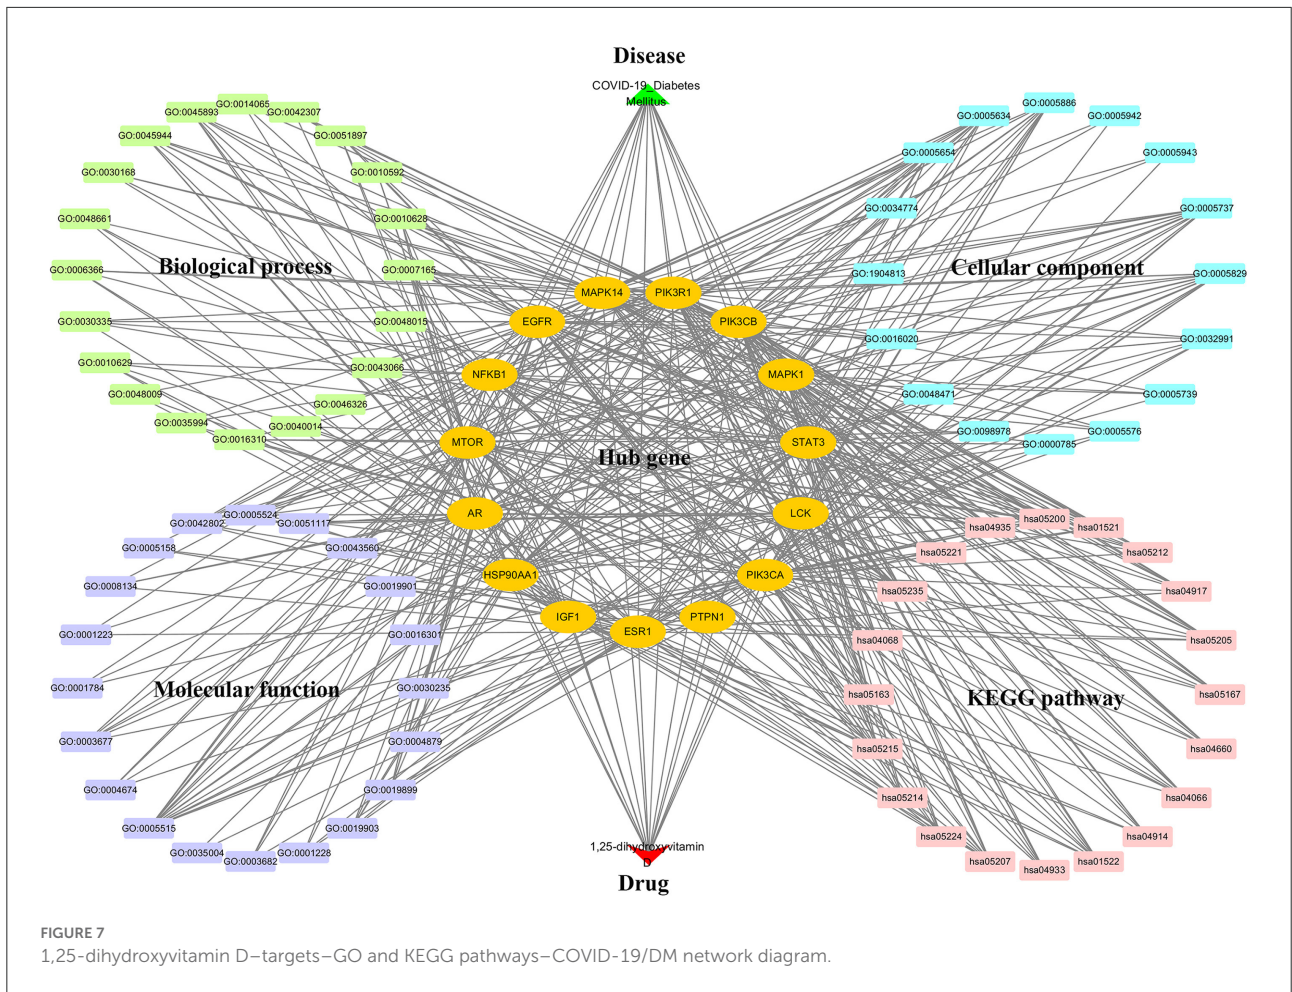 Disease
COVID-19_Diabetes
Mellitus
GO:0014065
GO:0045893
GO:0042307
GO:0045944
GO:0051897
GO:0030168
GO:0010592
GO:0048661
GO:0010628
GO:0006366
Biological process
GO:0007165
GO:0030335
GO:0048015
GO:0010629
GO:0043066
GO:0048009
GO:0046326
GO:0035994
GO:0040014
GO:0016310
GO:0005886
GO:0005634
GO:0005942
GO:0005654
GO:0005943
GO:0034774
GO:0005737
Cellular component
GO:1904813
GO:0005829
GO:0016020
GO:0032991
GO:0048471
GO:0005739
GO:0098978
GO:0005576
GO:0000785
MAPK14
PIK3R1
EGFR
PIK3CB
NFKB1
MAPK1
MTOR
STAT3
Hub gene
AR
LCK
HSP90AA1
PIK3CA
IGF1
PTPN1
ESR1
GO:0005524
GO:0042802
GO:0051117
GO:0005158
GO:0043560
GO:0008134
GO:0019901
GO:0001223
GO:0016301
GO:0001784
Molecular function
GO:0030235
GO:0003677
GO:0004879
GO:0004674
GO:0019899
GO:0005515
GO:0019903
GO:0035004
GO:0001228
GO:0003682
hsa05200
hsa04935
hsa01521
hsa05221
hsa05212
hsa05235
hsa04917
hsa04068
hsa05205
hsa05163
KEGG pathway
hsa05167
hsa05215
hsa04660
hsa05214
hsa04066
hsa05224
hsa04914
hsa05207
hsa01522
hsa04933
1,25-dihydroxyvitamin
D
Drug
FIGURE 7
1,25-dihydroxyvitamin D–targets–GO and KEGG pathways–COVID-19/DM network diagram.